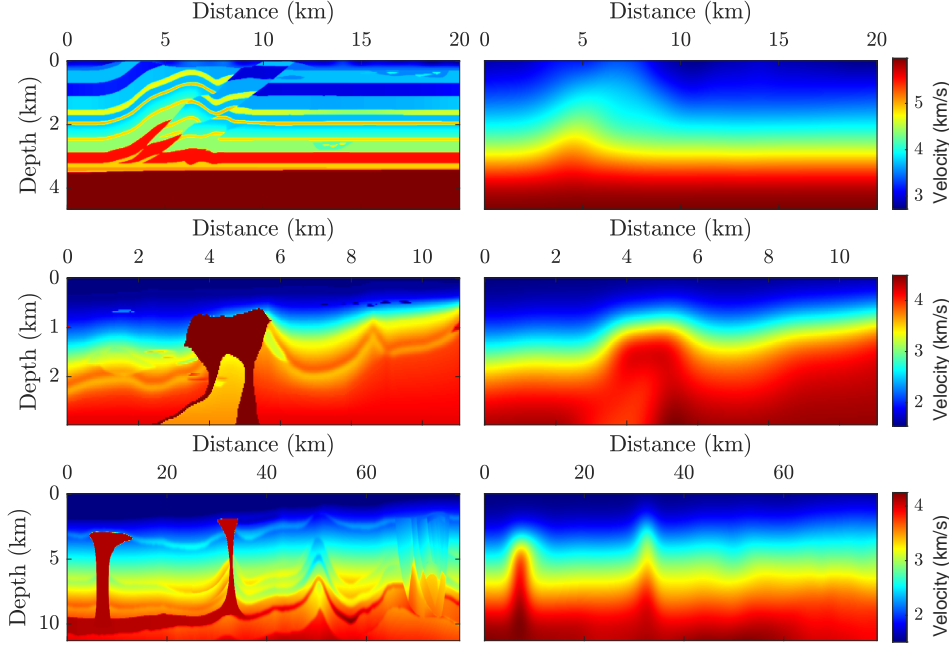 Distance (km) Distance (km)
0 5 10 15 20 0 5 10 15 20
Depth (km) 0 2 4
Velocity (km/s) 5 4 3
Distance (km) Distance (km)
0 2 4 6 8 10 0 2 4 6 8 10
Depth (km) 0 1 2
Velocity (km/s) 4 3 2
Distance (km) Distance (km)
0 20 40 60 0 20 40 60
Depth (km) 0 5 10
Velocity (km/s) 4 3 2